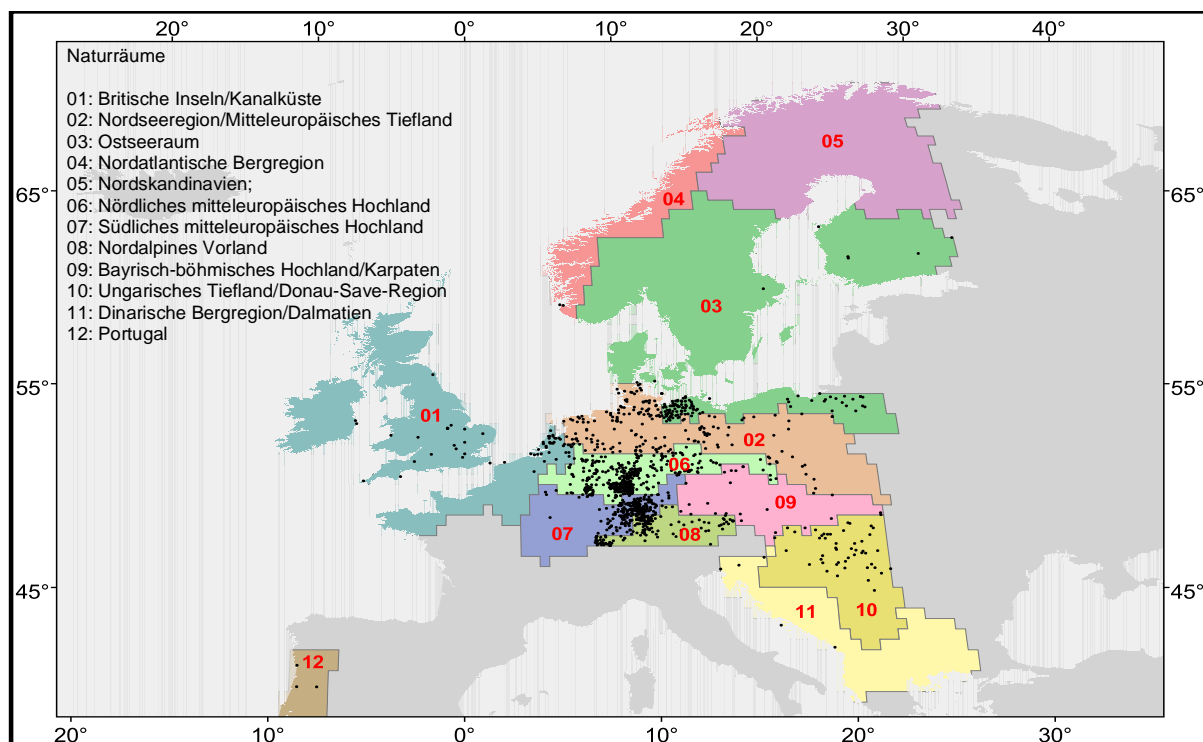 20° 10° 0° 10° 20° 30° 40°
Naturräume
01: Britische Inseln/Kanalküste
02: Nordseeregion/Mitteleuropäisches Tiefland
03: Ostseeraum
04: Nordatlantische Bergregion
05: Nordskandinavien;
06: Nördliches mitteleuropäisches Hochland
07: Südliches mitteleuropäisches Hochland
08: Nordalpines Vorland
09: Bayrisch-böhmisches Hochland/Karpaten
10: Ungarisches Tiefland/Donau-Save-Region
11: Dinarische Bergregion/Dalmatien
12: Portugal
05
65° 65°
04
03
55° 55°
01
02
06
09
07 08
45° 45°
11 10
12
20° 10° 0° 10° 20° 30°